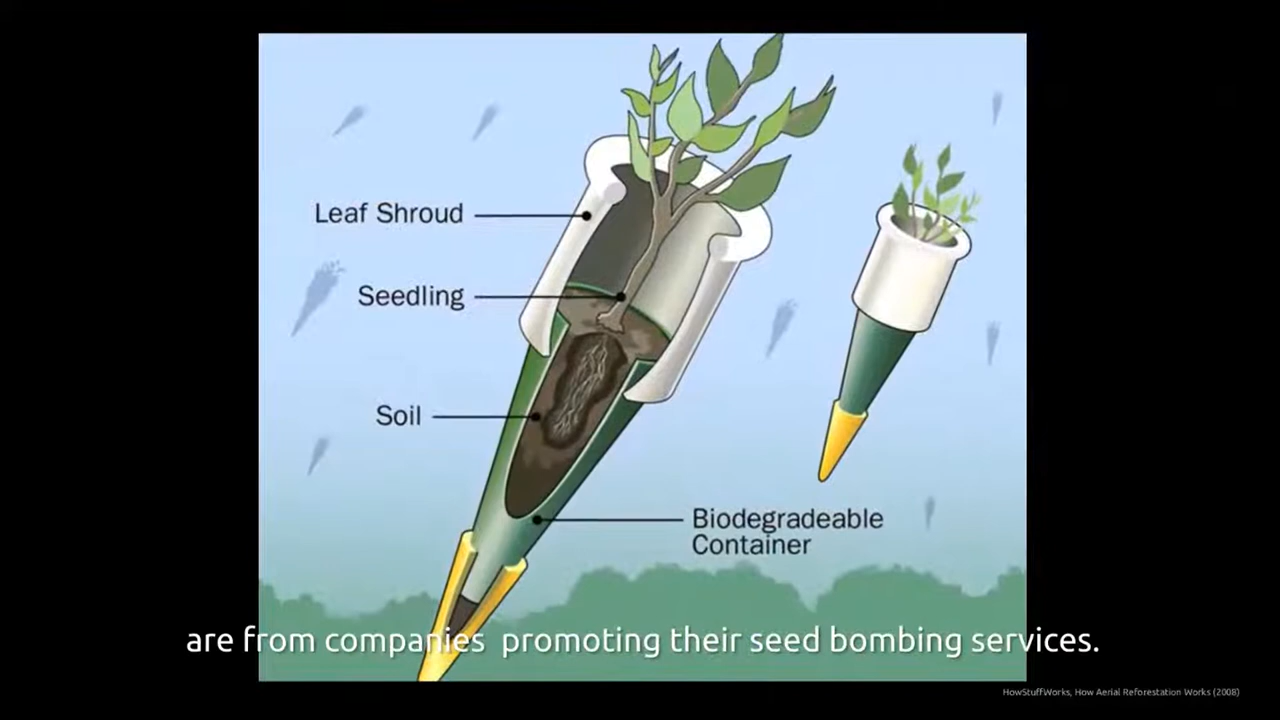 Leaf Shroud
Seedling
Soil
Biodegradeable
Container
are from companies promoting their seed bombing services.
HowStuffWorks, How Aerial Reforestation Works (2008)